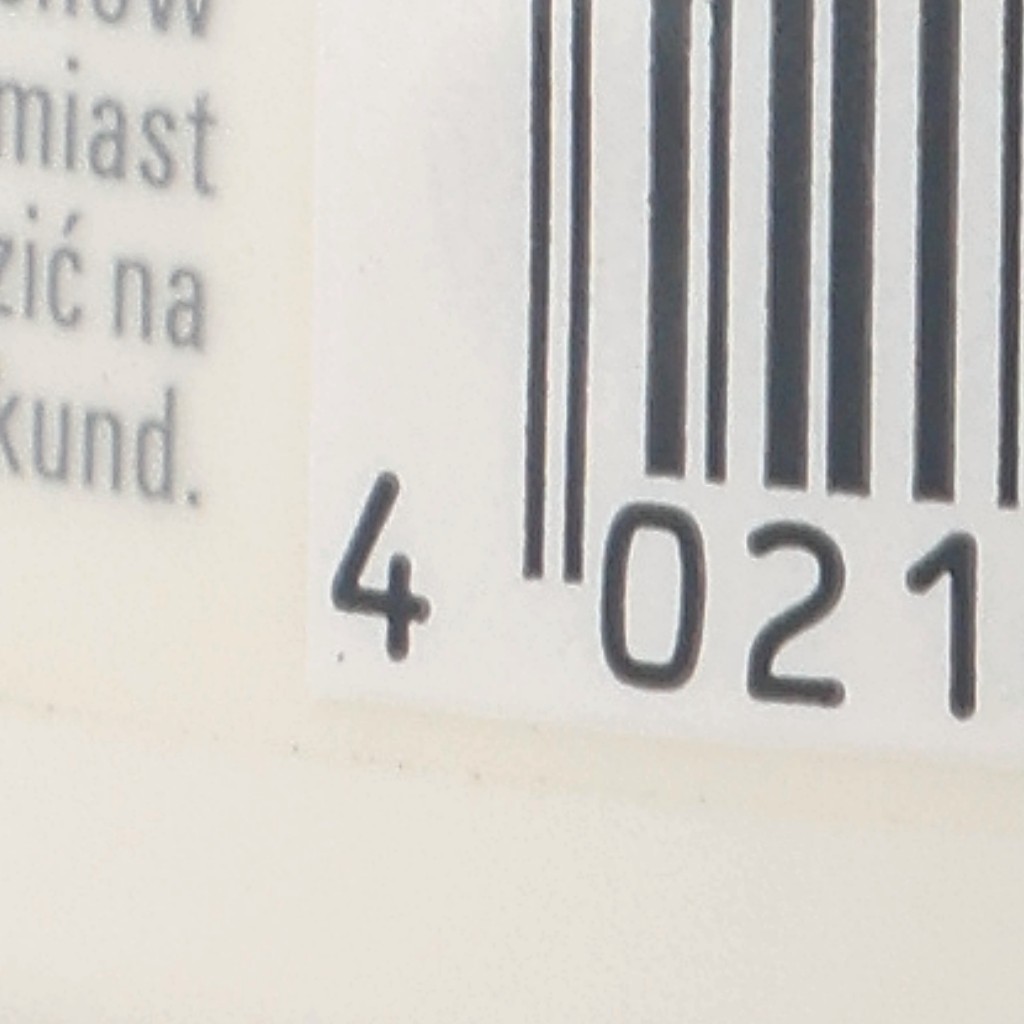 miast
zić na
kund.
4 021